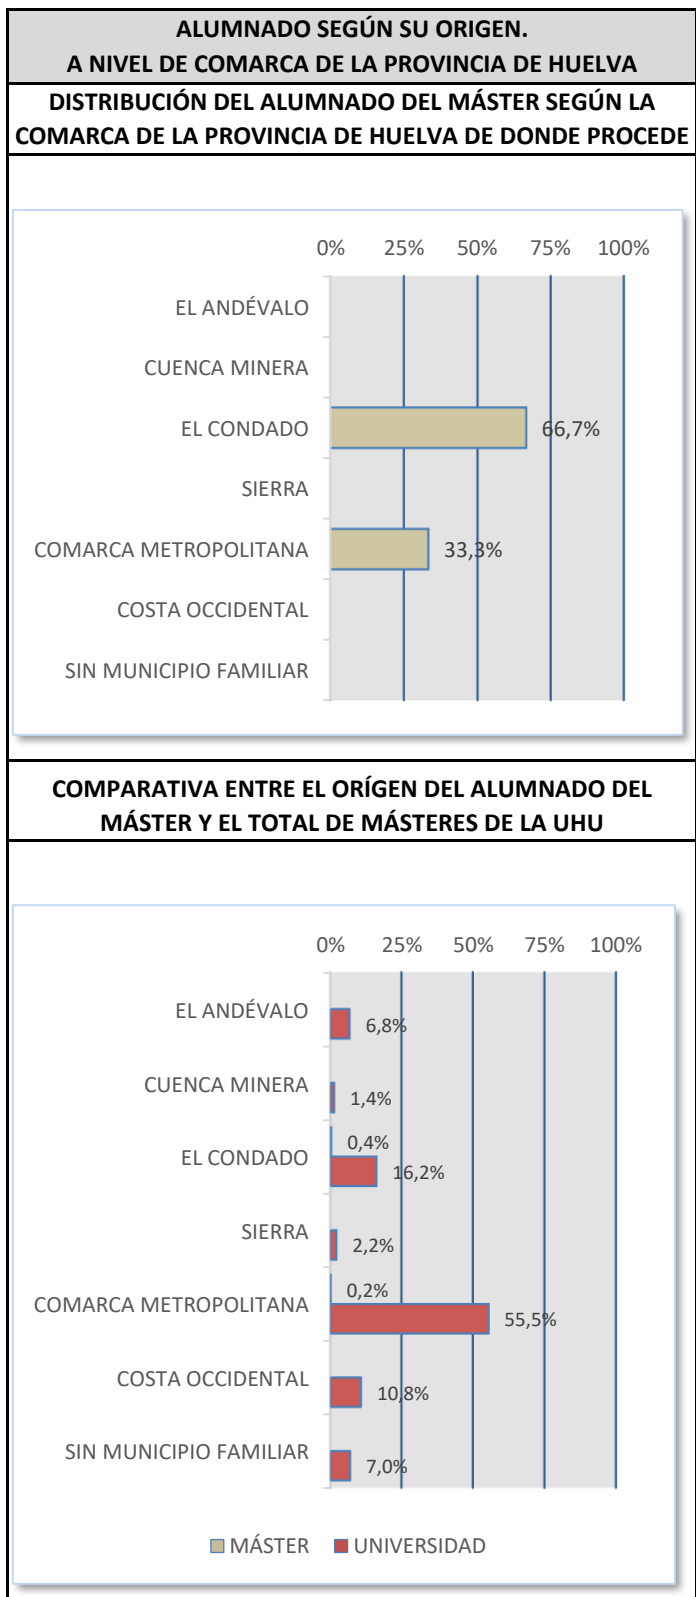 ALUMNADO SEGÚN SU ORIGEN.
A NIVEL DE COMARCA DE LA PROVINCIA DE HUELVA
DISTRIBUCIÓN DEL ALUMNADO DEL MÁSTER SEGÚN LA
COMARCA DE LA PROVINCIA DE HUELVA DE DONDE PROCEDE
0% 25% 50% 75% 100%
EL ANDÉVALO
CUENCA MINERA
EL CONDADO 66,7%
SIERRA
COMARCA METROPOLITANA 33,3%
COSTA OCCIDENTAL
SIN MUNICIPIO FAMILIAR
COMPARATIVA ENTRE EL ORÍGEN DEL ALUMNADO DEL
MÁSTER Y EL TOTAL DE MÁSTERES DE LA UHU
0% 25% 50% 75% 100%
EL ANDÉVALO 6,8%
CUENCA MINERA 1,4%
0,4%
EL CONDADO 16,2%
SIERRA 2,2%
0,2%
COMARCA METROPOLITANA 55,5%
COSTA OCCIDENTAL 10,8%
SIN MUNICIPIO FAMILIAR 7,0%
MÁSTER UNIVERSIDAD